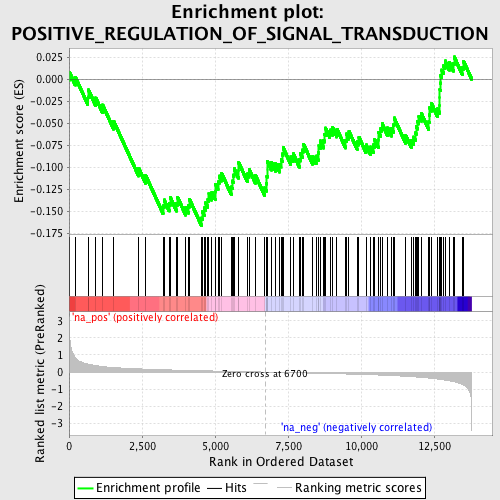 Enrichment plot:
POSITIVE_REGULATION_OF_SIGNAL_TRANSDUCTION
Enrichment score (ES)
0.025
0.000
-0.025
-0.050
-0.075
-0.100
-0.125
-0.150
-0.175
Ranked list metric (PreRanked)
'na_pos' (positively correlated)
3
2
1
0
-1
-2
-3
Zero cross at 6700
'na_neg' (negatively correlated)
0
2,500
5,000
7,500
10,000
12,500
Rank in Ordered Dataset
Enrichment profile
Hits
Ranking metric scores